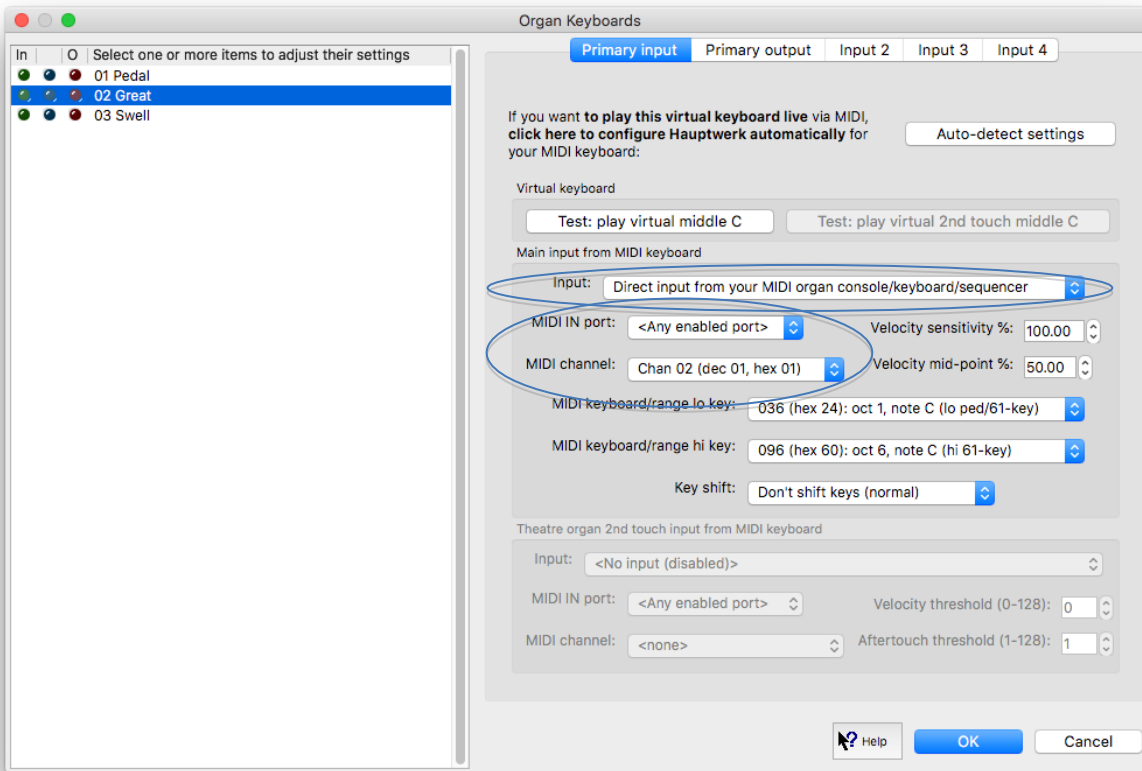 Organ Keyboards
In O Select one or more items to adjust their settings
01 Pedal
02 Great
03 Swell
Primary input Primary output Input 2 Input 3 Input 4
If you want to play this virtual keyboard live via MIDI,
click here to configure Hauptwerk automatically for
your MIDI keyboard:
Auto-detect settings
Virtual keyboard
Test: play virtual middle C Test: play virtual 2nd touch middle C
Main input from MIDI keyboard
Input: Direct input from your MIDI organ console/keyboard/sequencer
MIDI IN port: <Any enabled port> Velocity sensitivity %: 100.00
MIDI channel: Chan 02 (dec 01, hex 01) Velocity mid-point %: 50.00
MIDI keyboard/range lo key: 036 (hex 24): oct 1, note C (lo ped/61-key)
MIDI keyboard/range hi key: 096 (hex 60): oct 6, note C (hi 61-key)
Key shift: Don't shift keys (normal)
Theatre organ 2nd touch input from MIDI keyboard
Input: <No input (disabled)>
MIDI IN port: <Any enabled port> Velocity threshold (0-128): 0
MIDI channel: <none> Aftertouch threshold (1-128): 1
? Help OK Cancel